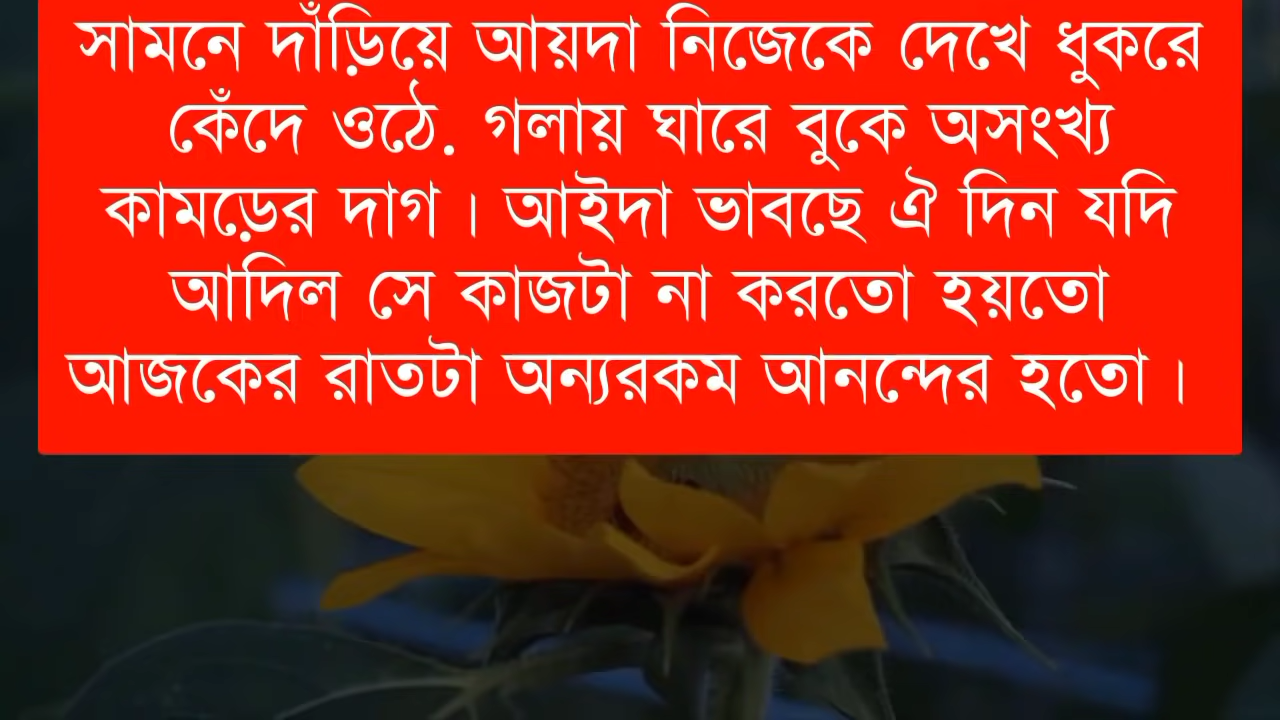 সামনে দাঁড়িয়ে আয়দা নিজেকে দেখে ধুকরে
কেঁদে ওঠে. গলায় ঘারে বুকে অসংখ্য
কামড়ের দাগ। আইদা ভাবছে ঐ দিন যদি
আদিল সে কাজটা না করতো হয়তো
আজকের রাতটা অন্যরকম আনন্দের হতো।